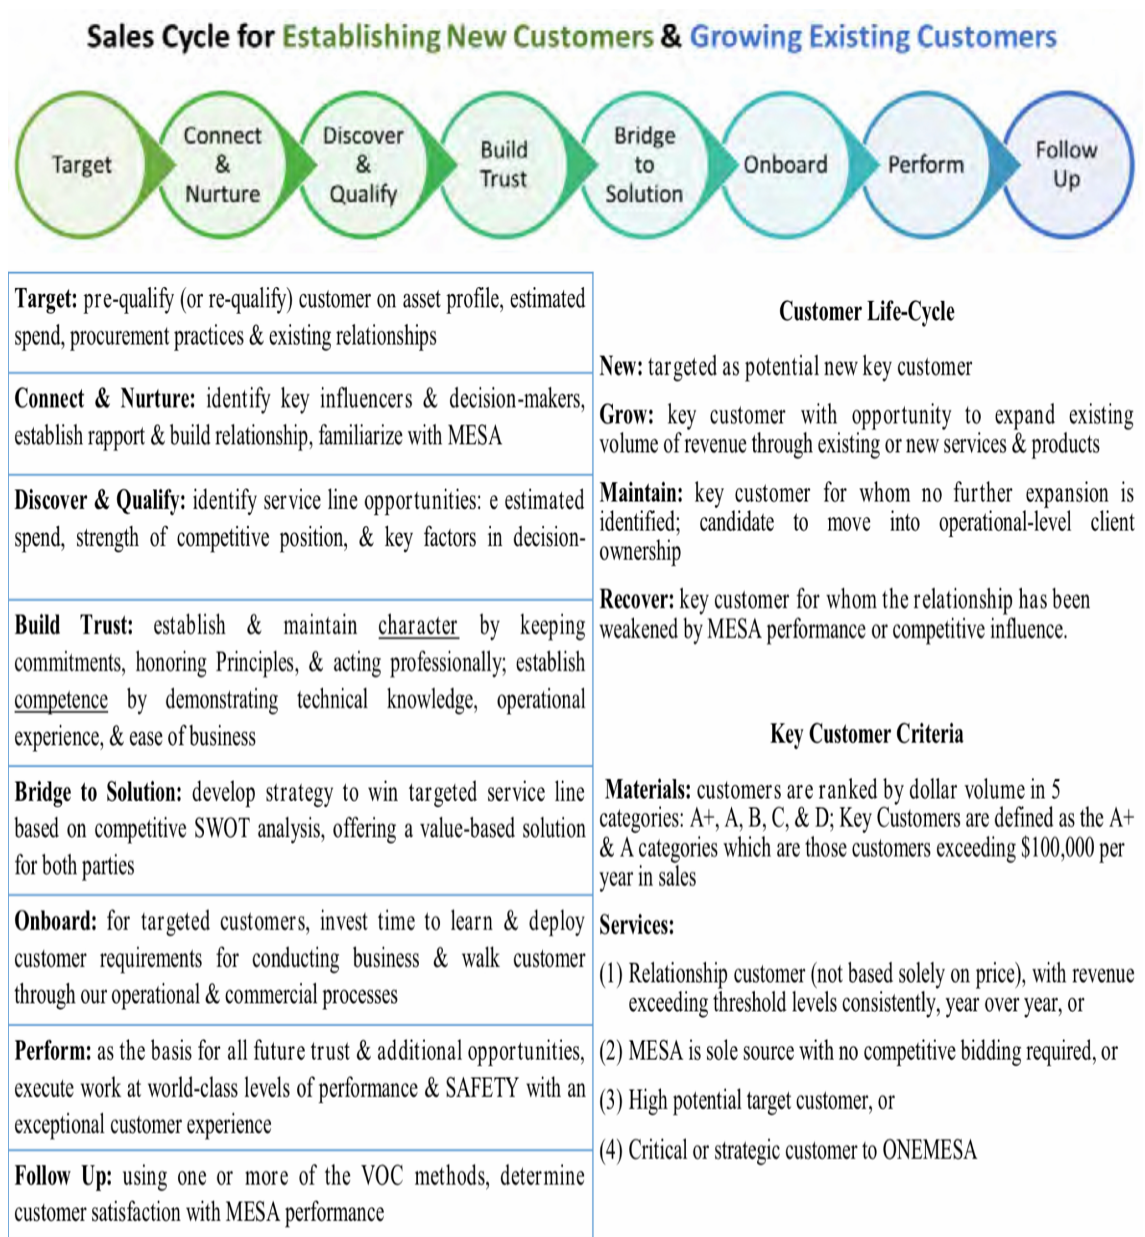 Sales Cycle for Establishing New Customers & Growing Existing Customers
Target
Connect
&
Nurture
Discover
&
Qualify
Build
Trust
Bridge
to
Solution
Onboard
Perform
Follow
Up
Target: pre-qualify (or re-qualify) customer on asset profile, estimated
spend, procurement practices & existing relationships
Connect & Nurture: identify key influencers & decision-makers,
establish rapport & build relationship, familiarize with MESA
Discover & Qualify: identify service line opportunities: e estimated
spend, strength of competitive position, & key factors in decision-
Build Trust: establish & maintain character by keeping
commitments, honoring Principles, & acting professionally; establish
competence by demonstrating technical knowledge, operational
experience, & ease of business
Bridge to Solution: develop strategy to win targeted service line
based on competitive SWOT analysis, offering a value-based solution
for both parties
Onboard: for targeted customers, invest time to learn & deploy
customer requirements for conducting business & walk customer
through our operational & commercial processes
Perform: as the basis for all future trust & additional opportunities,
execute work at world-class levels of performance & SAFETY with an
exceptional customer experience
Follow Up: using one or more of the VOC methods, determine
customer satisfaction with MESA performance
Customer Life-Cycle
New: targeted as potential new key customer
Grow: key customer with opportunity to expand existing
volume of revenue through existing or new services & products
Maintain: key customer for whom no further expansion is
identified; candidate to move into operational-level client
ownership
Recover: key customer for whom the relationship has been
weakened by MESA performance or competitive influence.
Key Customer Criteria
Materials: customers are ranked by dollar volume in 5
categories: A+, A, B, C, & D; Key Customers are defined as the A+
& A categories which are those customers exceeding $100,000 per
year in sales
Services:
(1) Relationship customer (not based solely on price), with revenue
exceeding threshold levels consistently, year over year, or
(2) MESA is sole source with no competitive bidding required, or
(3) High potential target customer, or
(4) Critical or strategic customer to ONEMESA